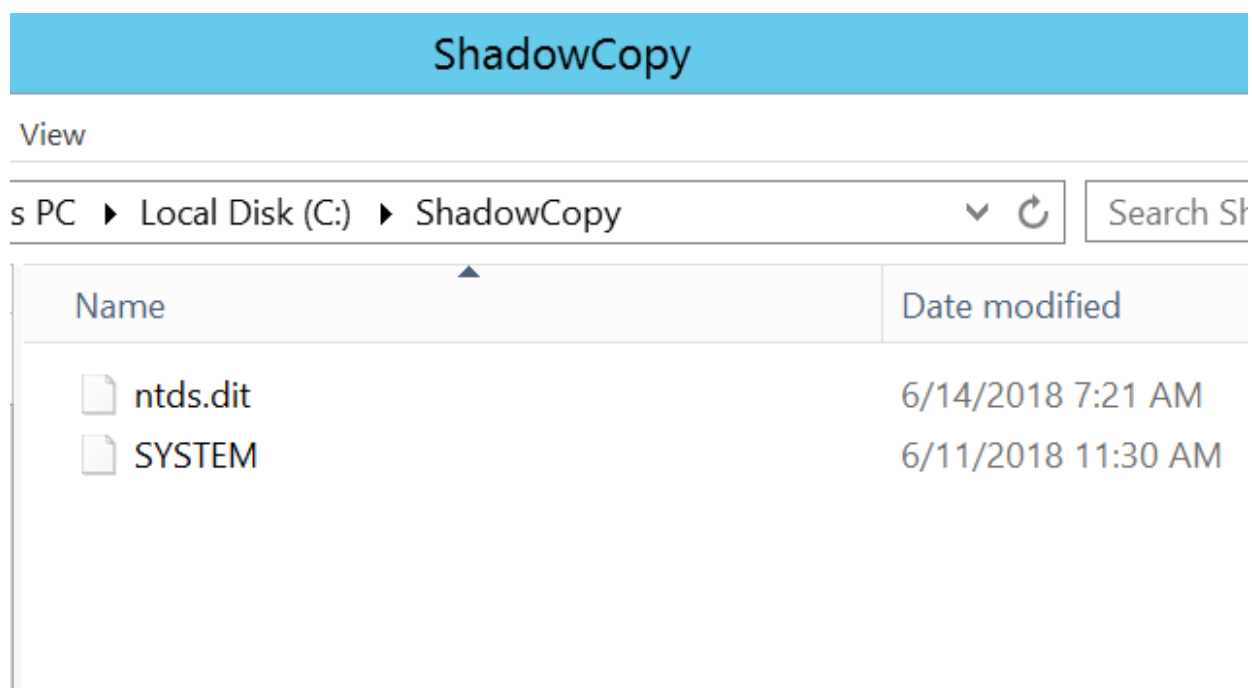 ShadowCopy
View
s PC Local Disk (C:) ShadowCopy Search Sh
Name Date modified
ntds.dit 6/14/2018 7:21 AM
SYSTEM 6/11/2018 11:30 AM